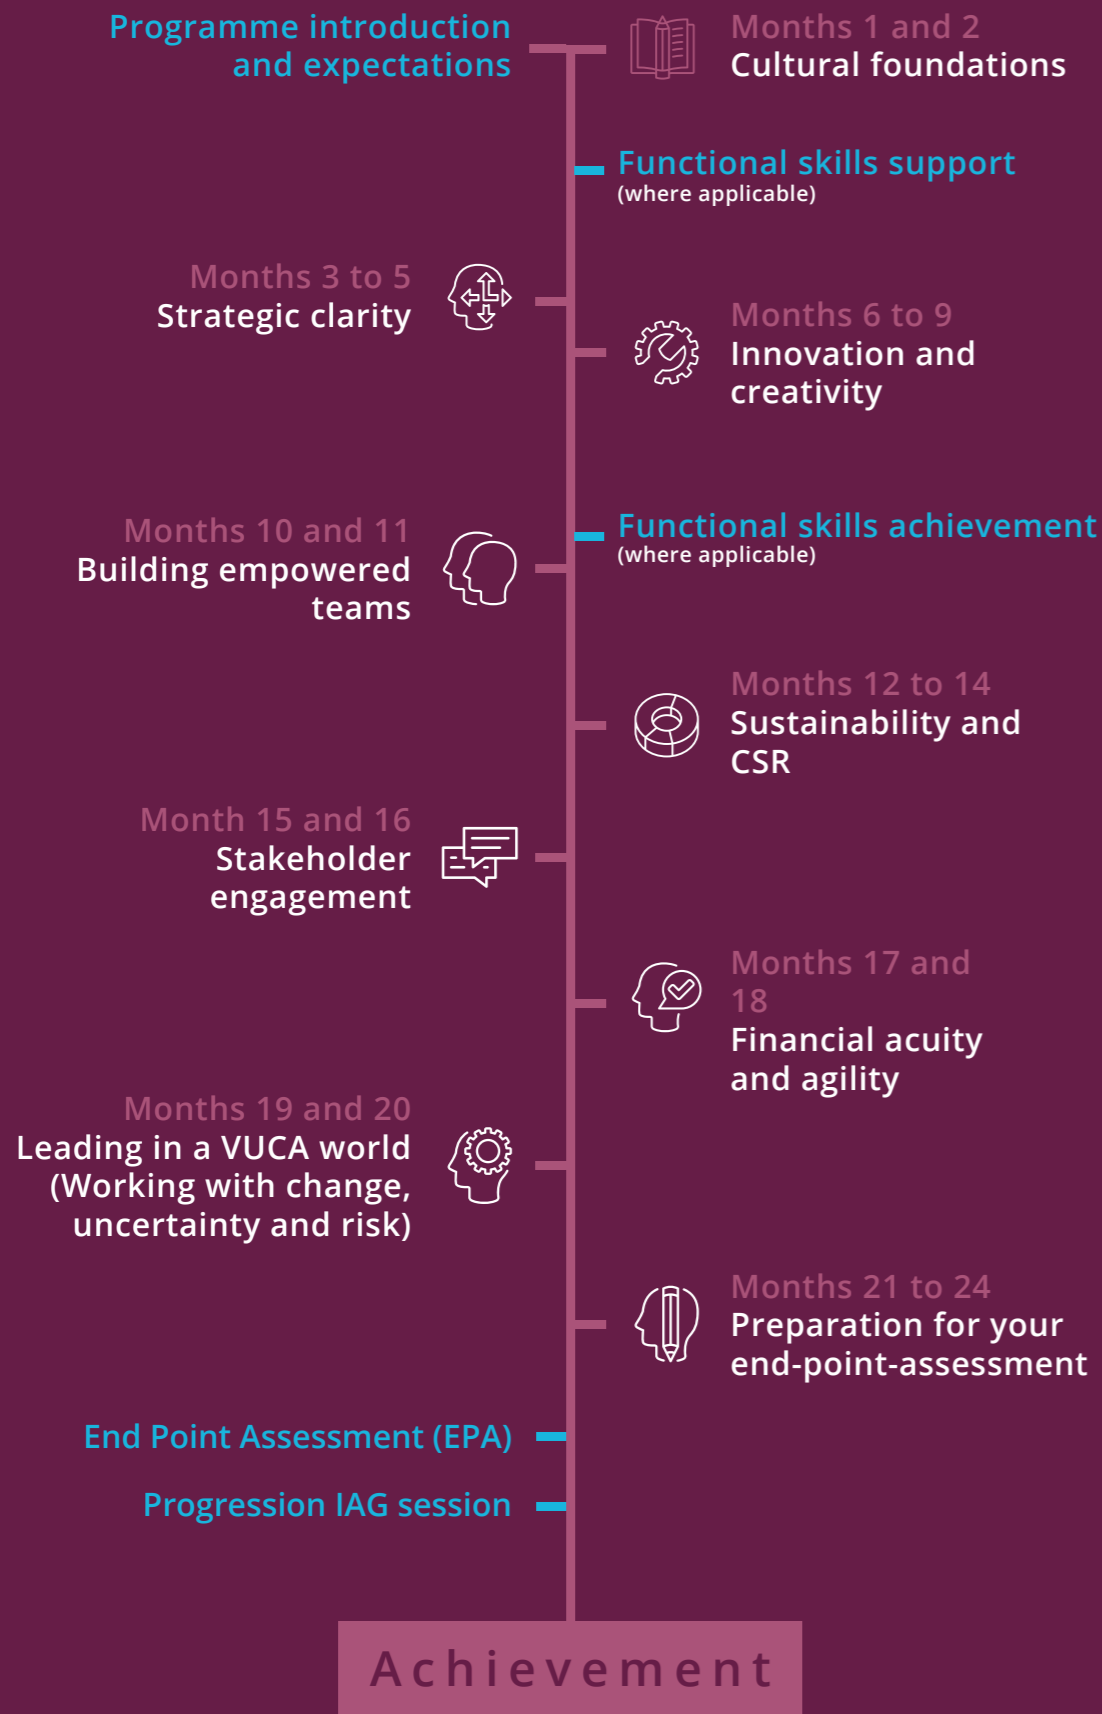 Programme introduction
and expectations
Months 1 and 2
Cultural foundations
Functional skills support
(where applicable)
Months 3 to 5
Strategic clarity
Months 6 to 9
Innovation and
creativity
Months 10 and 11
Building empowered
teams
Functional skills achievement
(where applicable)
Months 12 to 14
Sustainability and
CSR
Month 15 and 16
Stakeholder
engagement
Months 17 and
18
Financial acuity
and agility
Months 19 and 20
Leading in a VUCA world
(Working with change,
uncertainty and risk)
Months 21 to 24
Preparation for your
end-point-assessment
End Point Assessment (EPA)
Progression IAG session
Achievement